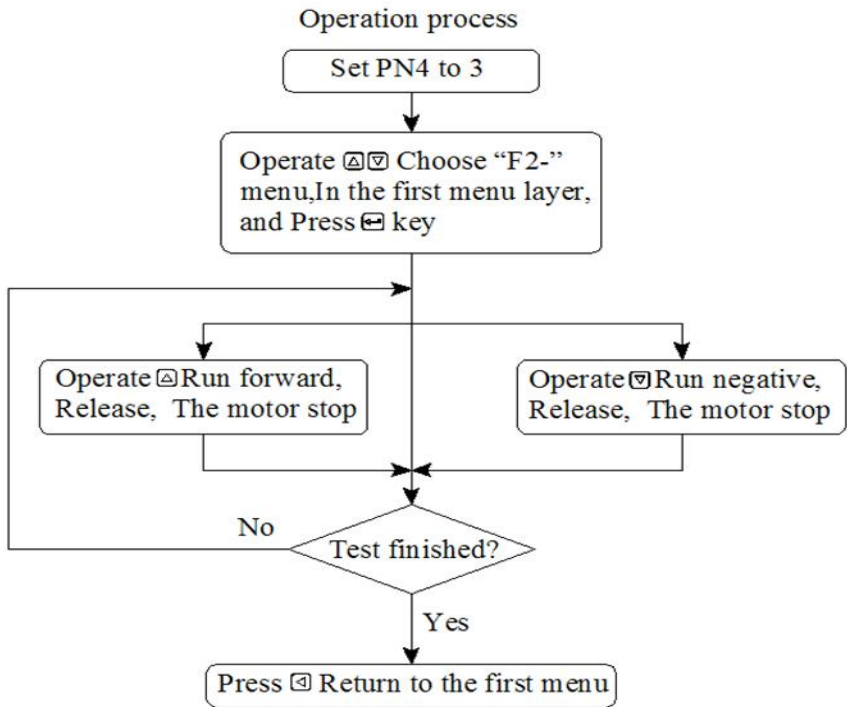 Operation process
Set PN4 to 3
Operate △▽ Choose “F2-”
menu,In the first menu layer,
and Press ↵ key
Operate △ Run forward,
Release, The motor stop
Operate ▽ Run negative,
Release, The motor stop
No
Test finished?
Yes
Press ◁ Return to the first menu